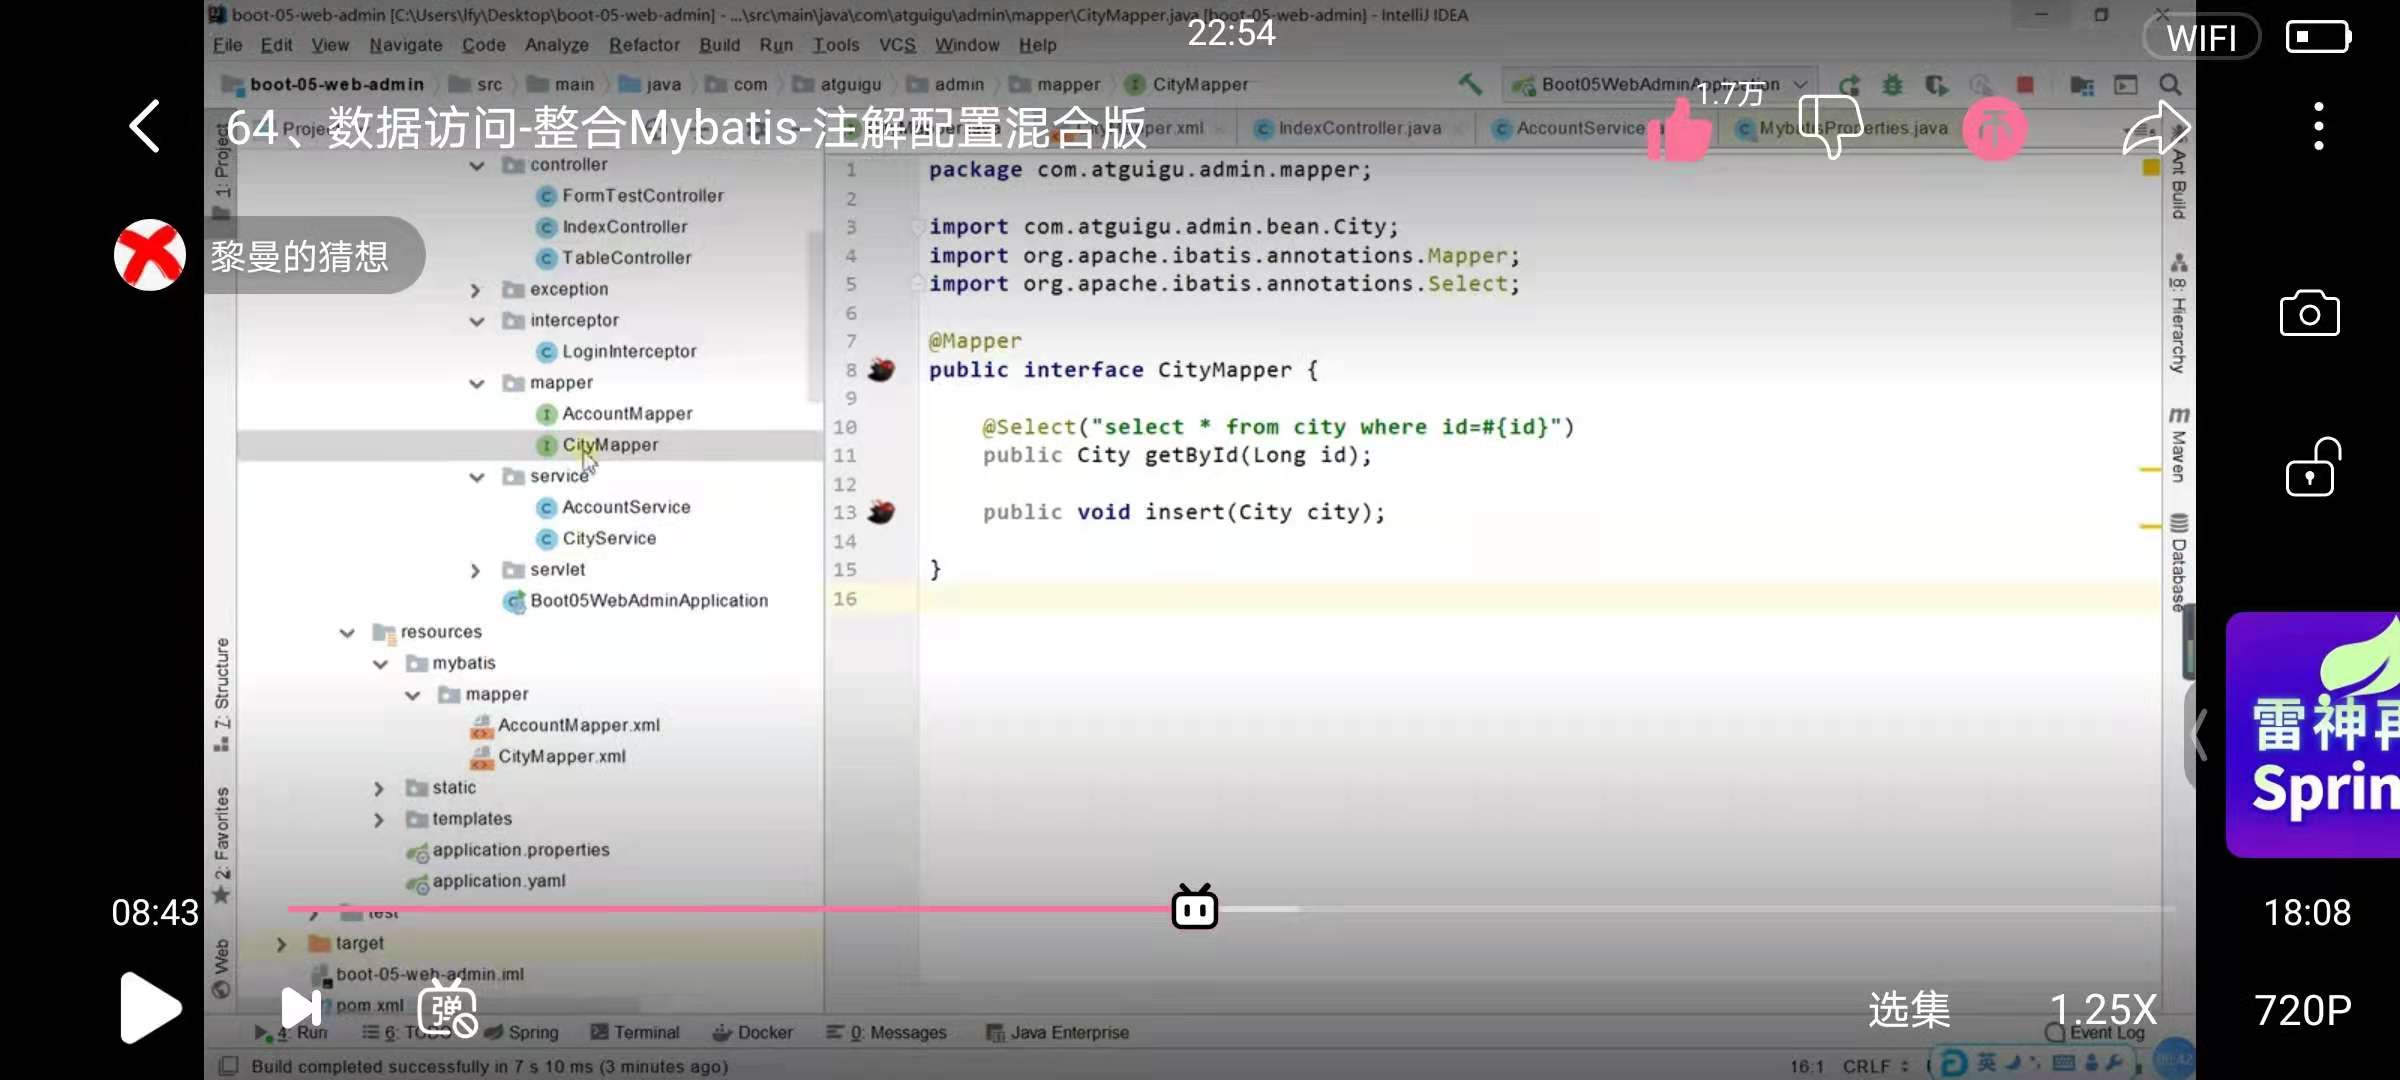 boot-05-web-admin [C:\Users\lfy\Desktop\boot-05-web-admin] - ...\src\main\java\com\atguigu\admin\mapper\CityMapper.java [boot-05-web-admin] - IntelliJ IDEA
22:54
WIFI
File Edit View Navigate Code Analyze Refactor Build Run Tools VCS Window Help
boot-05-web-admin src main java com atguigu admin mapper CityMapper
Boot05WebAdminApplication
1.7万
64、数据访问-整合Mybatis-注解配置混合版
IndexController.java
AccountService
MybatisProperties.java
1: Project
黎曼的猜想
controller
FormTestController
IndexController
TableController
exception
interceptor
LoginInterceptor
mapper
AccountMapper
CityMapper
service
AccountService
CityService
servlet
Boot05WebAdminApplication
resources
mybatis
mapper
AccountMapper.xml
CityMapper.xml
static
templates
application.properties
application.yaml
test
target
boot-05-web-admin.iml
pom.xml
1 package com.atguigu.admin.mapper;
2
3 import com.atguigu.admin.bean.City;
4 import org.apache.ibatis.annotations.Mapper;
5 import org.apache.ibatis.annotations.Select;
6
7 @Mapper
8 public interface CityMapper {
9
10 @Select("select * from city where id=#{id}")
11 public City getById(Long id);
12
13 public void insert(City city);
14
15 }
16
Ant Build
8: Hierarchy
m Maven
Database
7: Structure
2: Favorites
Web
雷神再
Sprin
08:43
18:08
弹
选集
1.25X
720P
4: Run 6: TODO Spring Terminal Docker 0: Messages Java Enterprise
Event Log
Build completed successfully in 7 s 10 ms (3 minutes ago)
16:1 CRLF
英